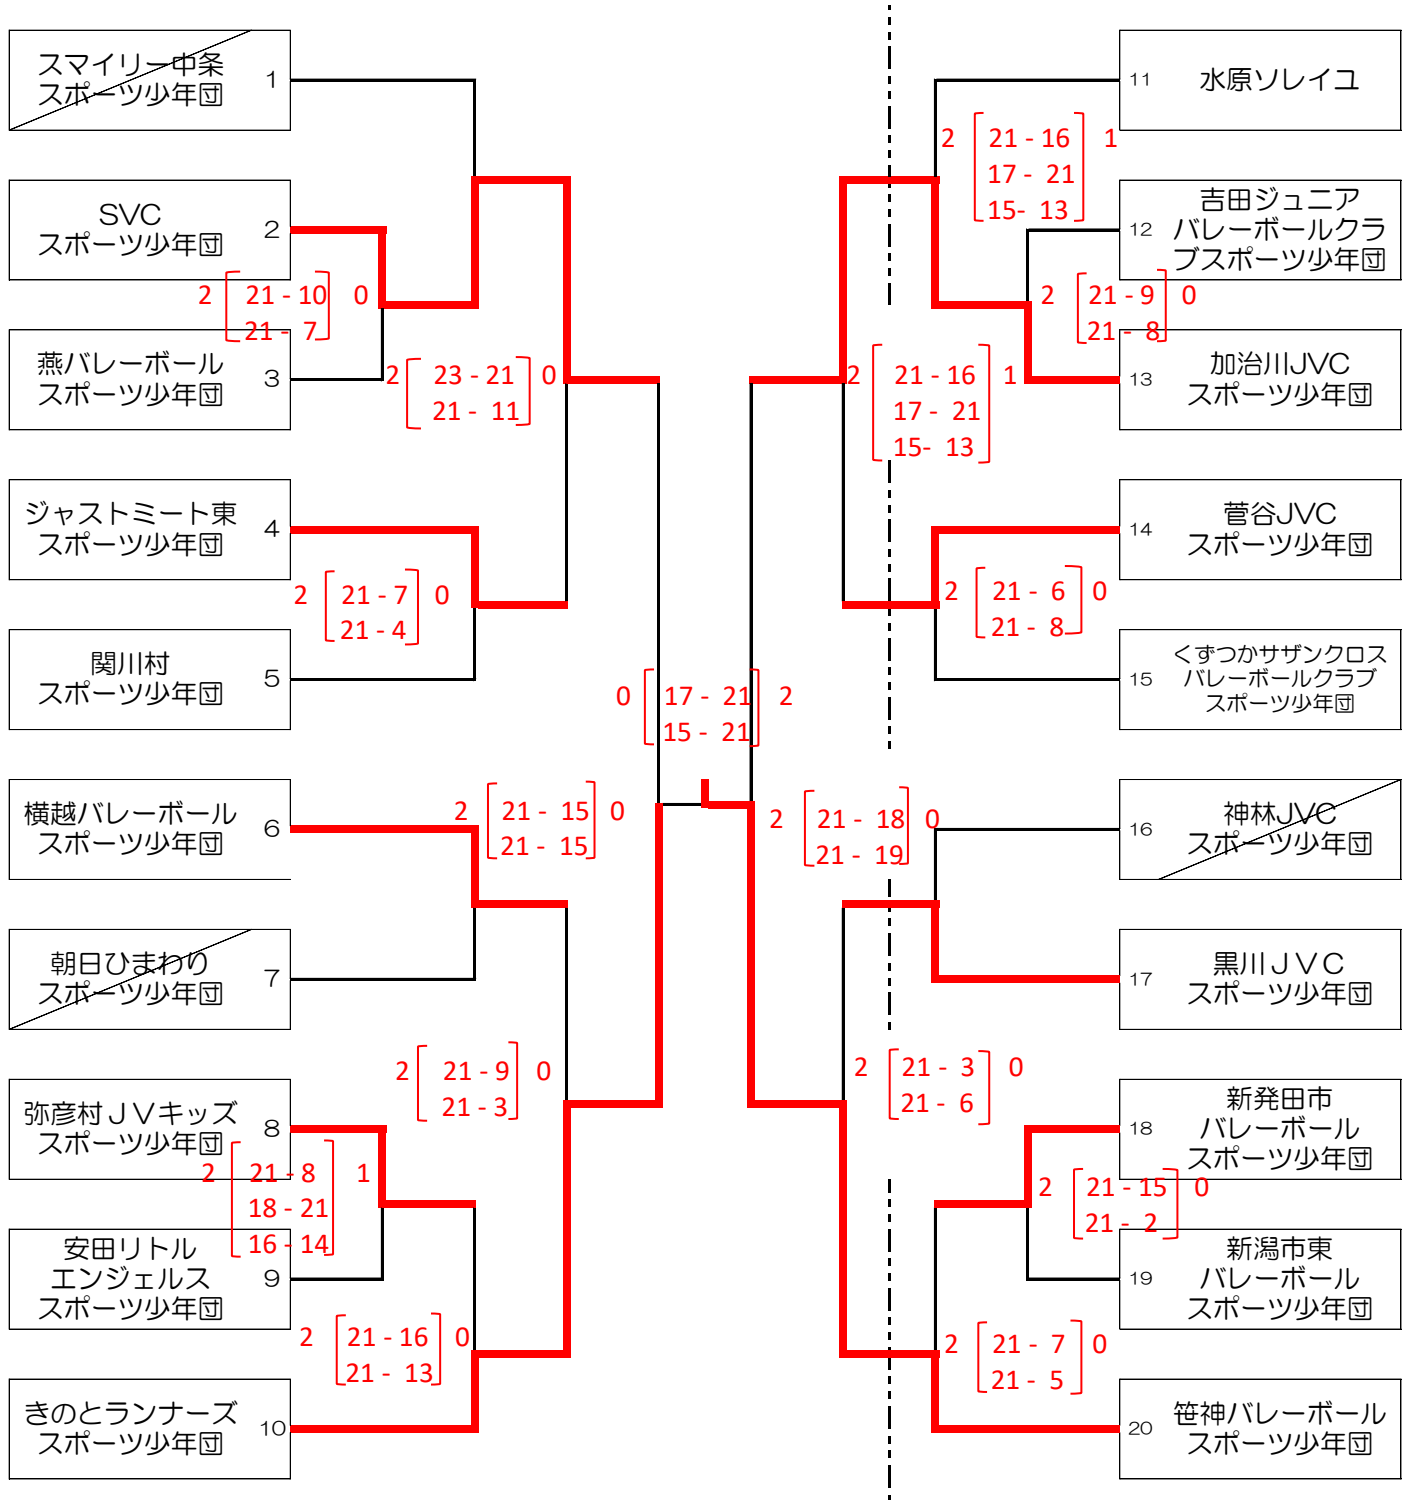 スマイリー中条
スポーツ少年団
1
SVC
スポーツ少年団
2
2 21 - 10 0
21 - 7
燕バレーボール
スポーツ少年団
3
2 23 - 21 0
21 - 11
ジャストミート東
スポーツ少年団
4
2 21 - 7 0
21 - 4
関川村
スポーツ少年団
5
横越バレーボール
スポーツ少年団
6
2 21 - 15 0
21 - 15
朝日ひまわり
スポーツ少年団
7
2 21 - 9 0
21 - 3
弥彦村JVキッズ
スポーツ少年団
8
2 21 - 8 1
18 - 21
16 - 14
安田リトル
エンジェルス
スポーツ少年団
9
2 21 - 16 0
21 - 13
きのとランナーズ
スポーツ少年団
10
0 17 - 21 2
15 - 21
11
水原ソレイユ
2 21 - 16 1
17 - 21
15- 13
12
吉田ジュニア
バレーボールクラ
ブスポーツ少年団
2 21 - 9 0
21 - 8
13
加治川JVC
スポーツ少年団
2 21 - 16 1
17 - 21
15- 13
14
菅谷JVC
スポーツ少年団
2 21 - 6 0
21 - 8
15
くずつかサザンクロス
バレーボールクラブ
スポーツ少年団
16
神林JVC
スポーツ少年団
2 21 - 18 0
21 - 19
17
黒川JVC
スポーツ少年団
2 21 - 3 0
21 - 6
18
新発田市
バレーボール
スポーツ少年団
2 21 - 15 0
21 - 2
19
新潟市東
バレーボール
スポーツ少年団
2 21 - 7 0
21 - 5
20
笹神バレーボール
スポーツ少年団